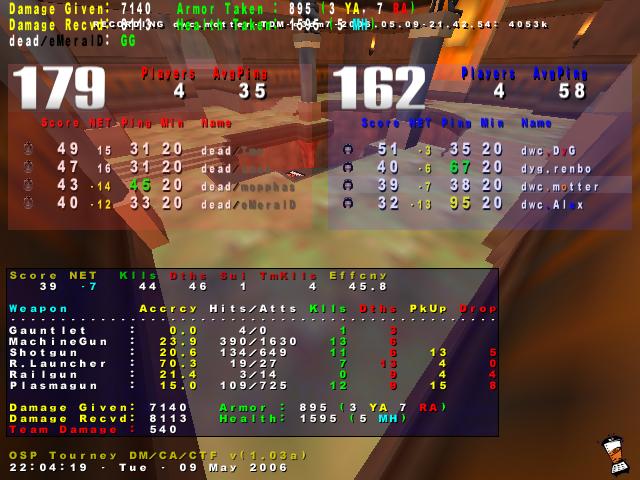 Damage Given: 7140 Armor Taken : 895 (3 YA, 7 RA)
dead/eMeralD: GG
179 Players AvgPing
4 35
Score NET Ping Min Name
49 15 31 20 dead/
47 16 31 20 dead/
43 -14 45 20 dead/mopphas
40 -12 33 20 dead/eMeralD
162 Players AvgPing
4 58
Score NET Ping Min Name
51 -3 35 20 dwc.DyG
40 -6 67 20 dyg.renbo
39 -7 38 20 dwc.motter
32 -13 95 20 dwc.Alex
Score NET Klls Dths Sui TmKlls Effcny
39 -7 44 46 1 4 45.8
Weapon Accrcy Hits/Atts Klls Dths PkUp Drop
Gauntlet : 0.0 4/0 1 3
MachineGun : 23.9 390/1630 13 6
Shotgun : 20.6 134/649 11 6 13 5
R.Launcher : 70.3 19/27 7 13 4 0
Railgun : 21.4 3/14 0 9 4 4
Plasmagun : 15.0 109/725 12 9 15 8
Damage Given: 7140 Armor : 895 (3 YA 7 RA)
Damage Recvd: 8113 Health: 1595 (5 MH)
Team Damage : 540
OSP Tourney DM/CA/CTF v(1.03a)
22:04:19 - Tue - 09 May 2006